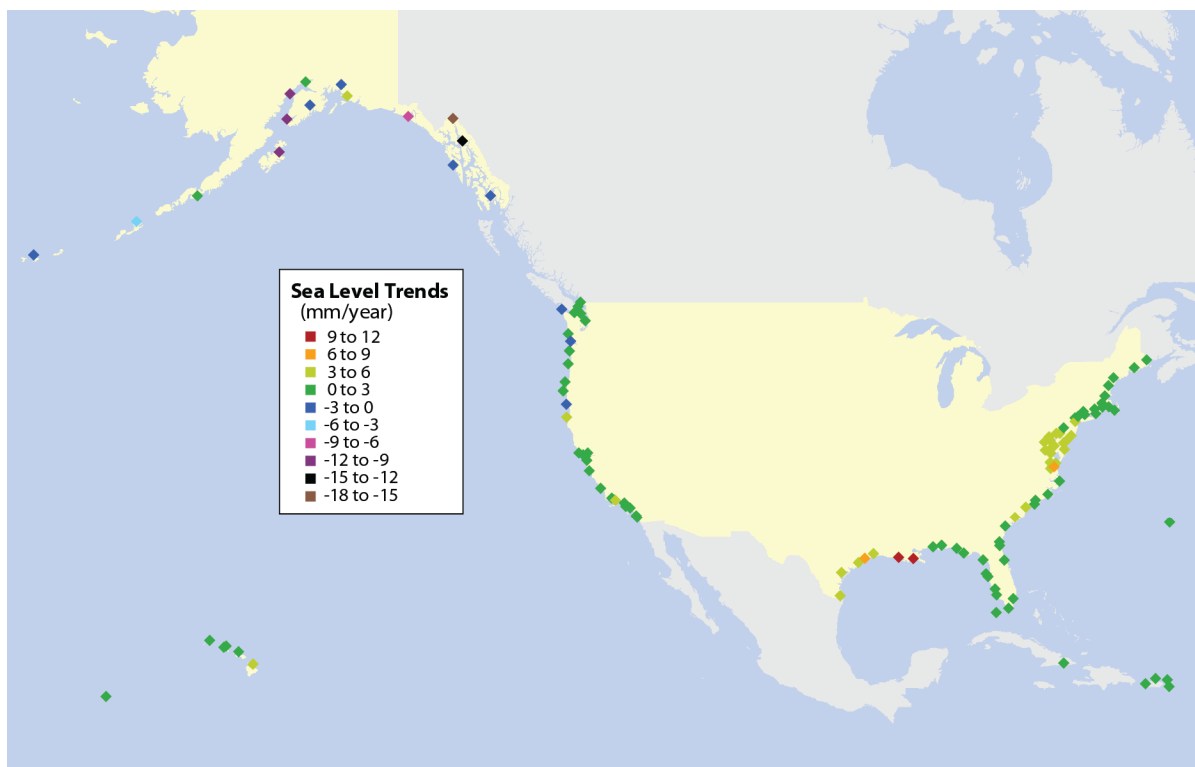 Sea Level Trends
(mm/year)
9 to 12
6 to 9
3 to 6
0 to 3
-3 to 0
-6 to -3
-9 to -6
-12 to -9
-15 to -12
-18 to -15